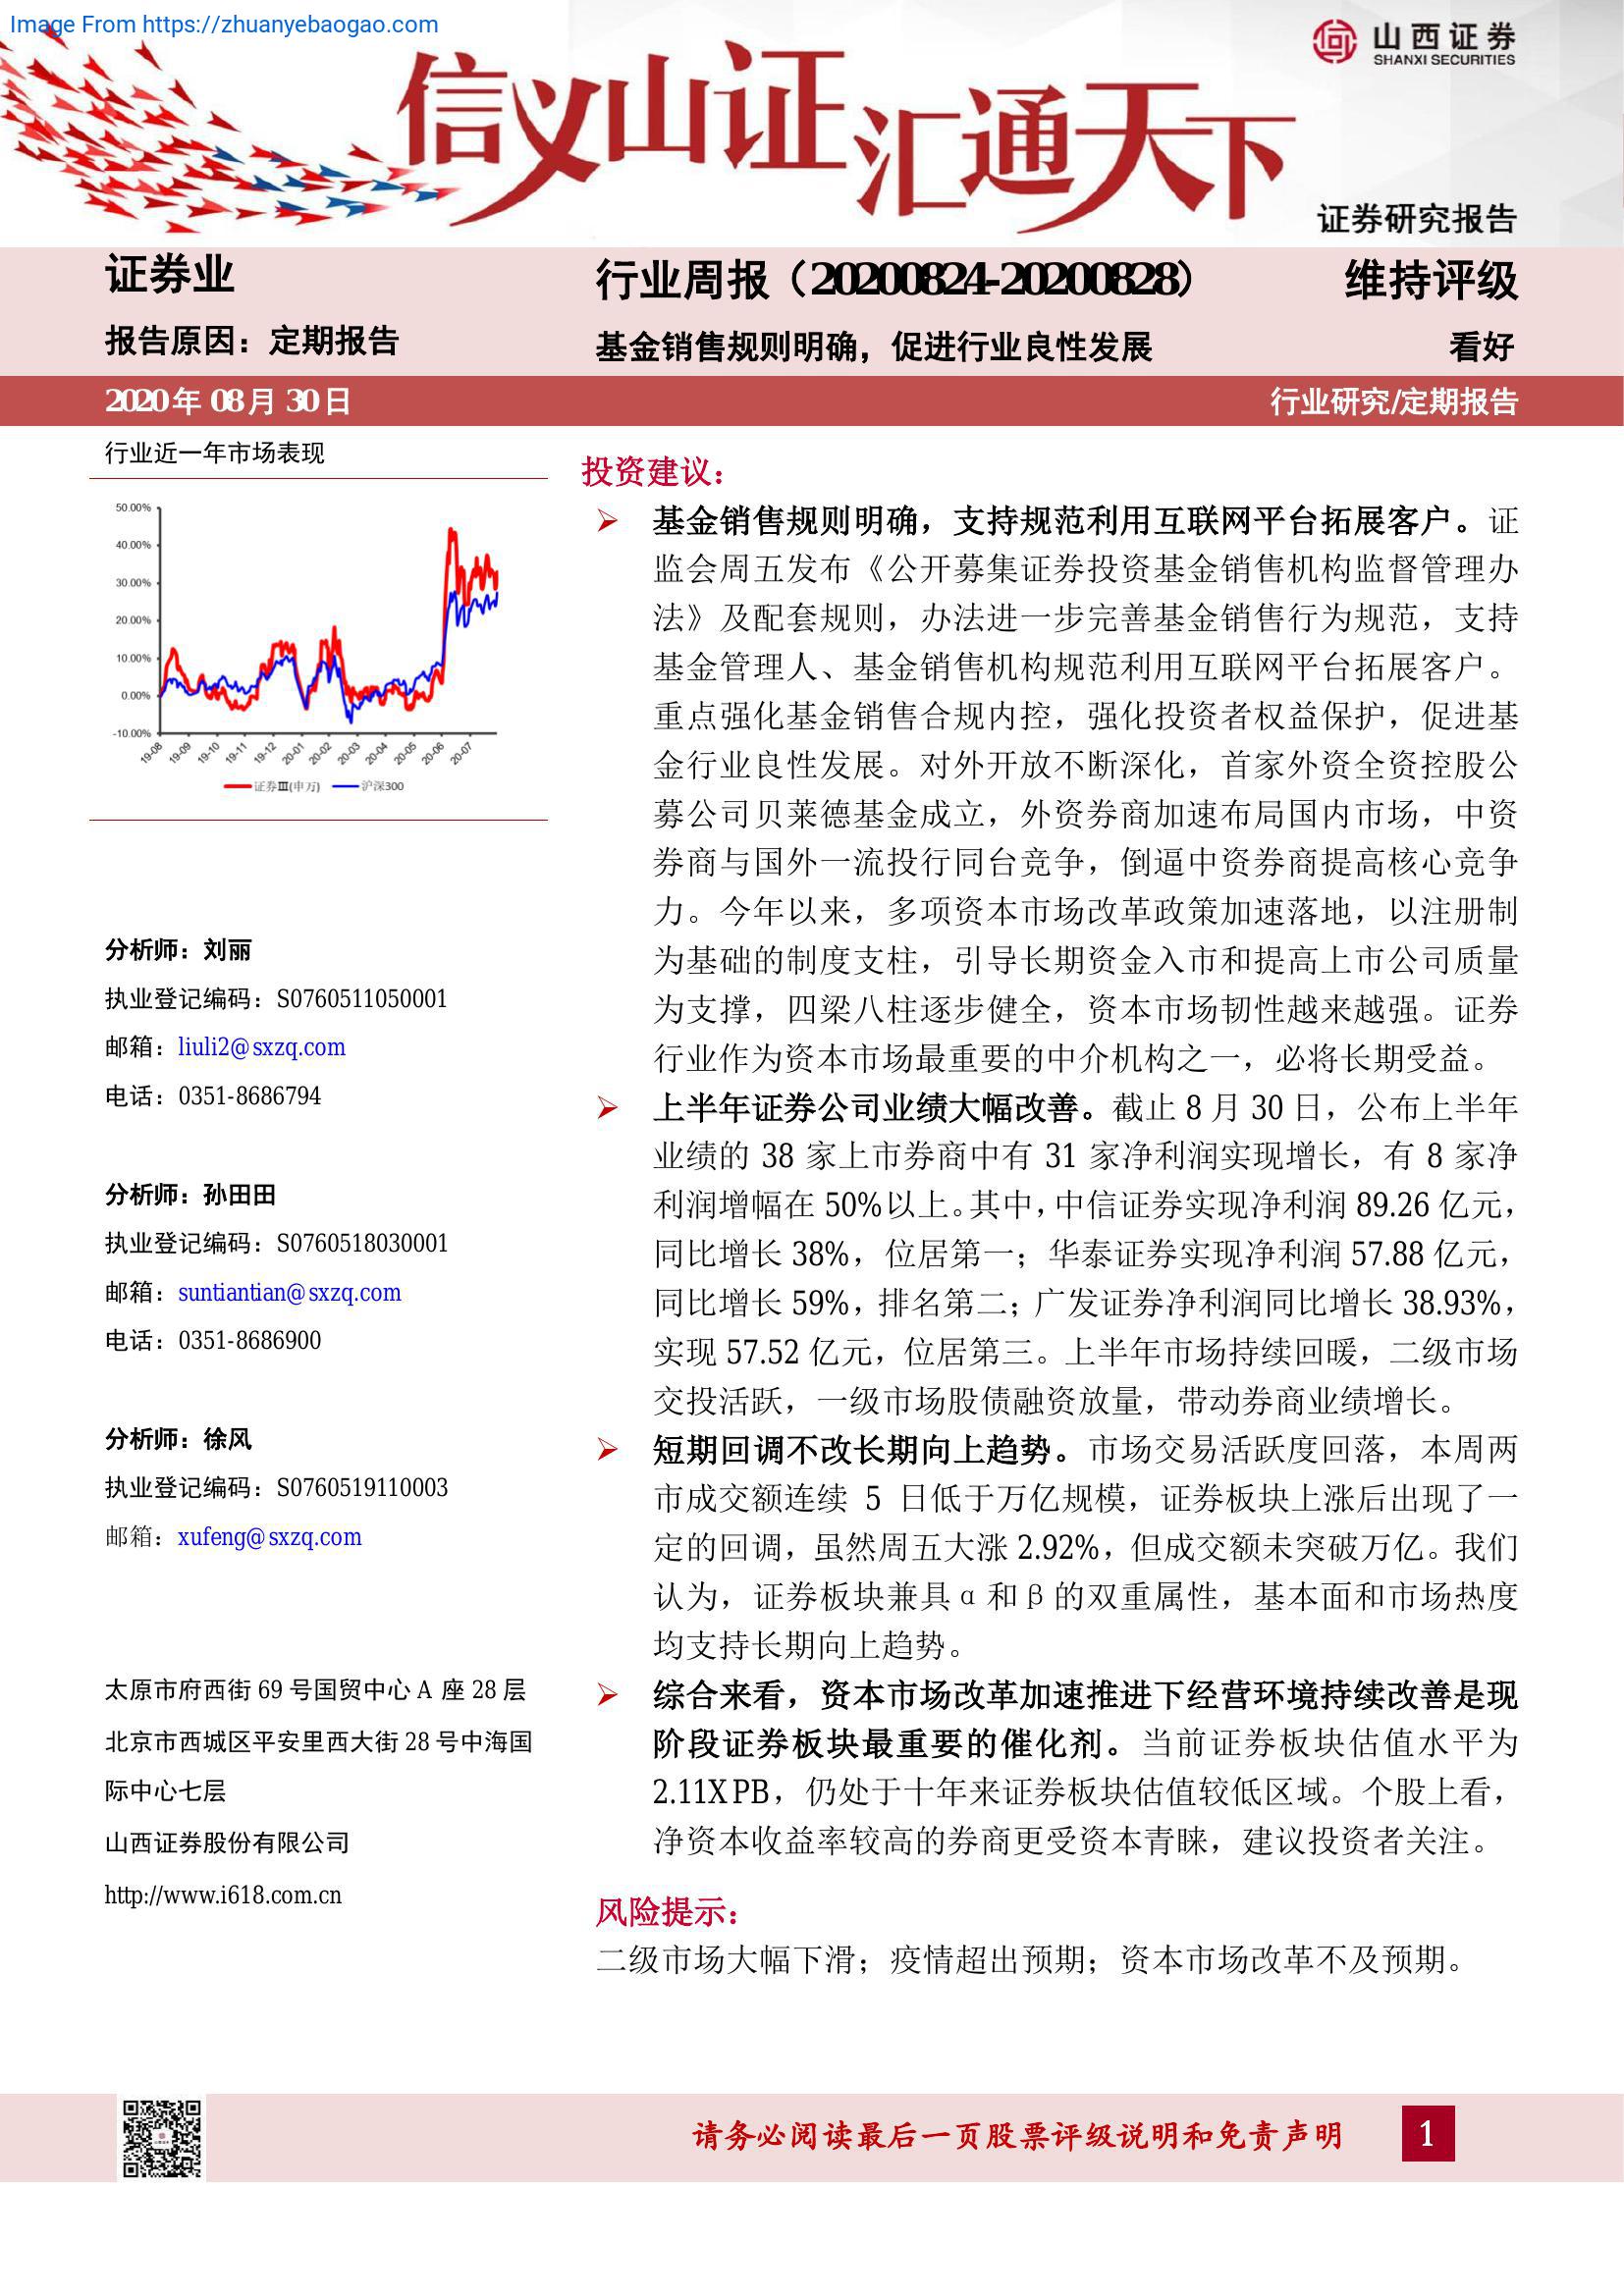 Image From https://zhuanyebaogao.com
山西证券
SHANXI SECURITIES
信义山证汇通天下
证券研究报告
证券业
行业周报（20200824-20200828）
维持评级
报告原因：定期报告
基金销售规则明确，促进行业良性发展
看好
2020年 08月 30日
行业研究/定期报告
行业近一年市场表现
50.00%
40.00%
30.00%
20.00%
10.00%
0.00%
-10.00%
19-08 19-09 19-10 19-11 19-12 20-01 20-02 20-03 20-04 20-05 20-06 20-07
证券Ⅲ(申万) 沪深300
分析师：刘丽
执业登记编码：S0760511050001
邮箱：liuli2@sxzq.com
电话：0351-8686794
分析师：孙田田
执业登记编码：S0760518030001
邮箱：suntiantian@sxzq.com
电话：0351-8686900
分析师：徐风
执业登记编码：S0760519110003
邮箱：xufeng@sxzq.com
太原市府西街 69 号国贸中心 A 座 28 层
北京市西城区平安里西大街 28 号中海国
际中心七层
山西证券股份有限公司
http://www.i618.com.cn
投资建议：
基金销售规则明确，支持规范利用互联网平台拓展客户。证
监会周五发布《公开募集证券投资基金销售机构监督管理办
法》及配套规则，办法进一步完善基金销售行为规范，支持
基金管理人、基金销售机构规范利用互联网平台拓展客户。
重点强化基金销售合规内控，强化投资者权益保护，促进基
金行业良性发展。对外开放不断深化，首家外资全资控股公
募公司贝莱德基金成立，外资券商加速布局国内市场，中资
券商与国外一流投行同台竞争，倒逼中资券商提高核心竞争
力。今年以来，多项资本市场改革政策加速落地，以注册制
为基础的制度支柱，引导长期资金入市和提高上市公司质量
为支撑，四梁八柱逐步健全，资本市场韧性越来越强。证券
行业作为资本市场最重要的中介机构之一，必将长期受益。
上半年证券公司业绩大幅改善。截止 8 月 30 日，公布上半年
业绩的 38 家上市券商中有 31 家净利润实现增长，有 8 家净
利润增幅在 50%以上。其中，中信证券实现净利润 89.26 亿元，
同比增长 38%，位居第一；华泰证券实现净利润 57.88 亿元，
同比增长 59%，排名第二；广发证券净利润同比增长 38.93%，
实现 57.52 亿元，位居第三。上半年市场持续回暖，二级市场
交投活跃，一级市场股债融资放量，带动券商业绩增长。
短期回调不改长期向上趋势。市场交易活跃度回落，本周两
市成交额连续 5 日低于万亿规模，证券板块上涨后出现了一
定的回调，虽然周五大涨 2.92%，但成交额未突破万亿。我们
认为，证券板块兼具α和β的双重属性，基本面和市场热度
均支持长期向上趋势。
综合来看，资本市场改革加速推进下经营环境持续改善是现
阶段证券板块最重要的催化剂。当前证券板块估值水平为
2.11X PB，仍处于十年来证券板块估值较低区域。个股上看，
净资本收益率较高的券商更受资本青睐，建议投资者关注。
风险提示：
二级市场大幅下滑；疫情超出预期；资本市场改革不及预期。
请务必阅读最后一页股票评级说明和免责声明
1